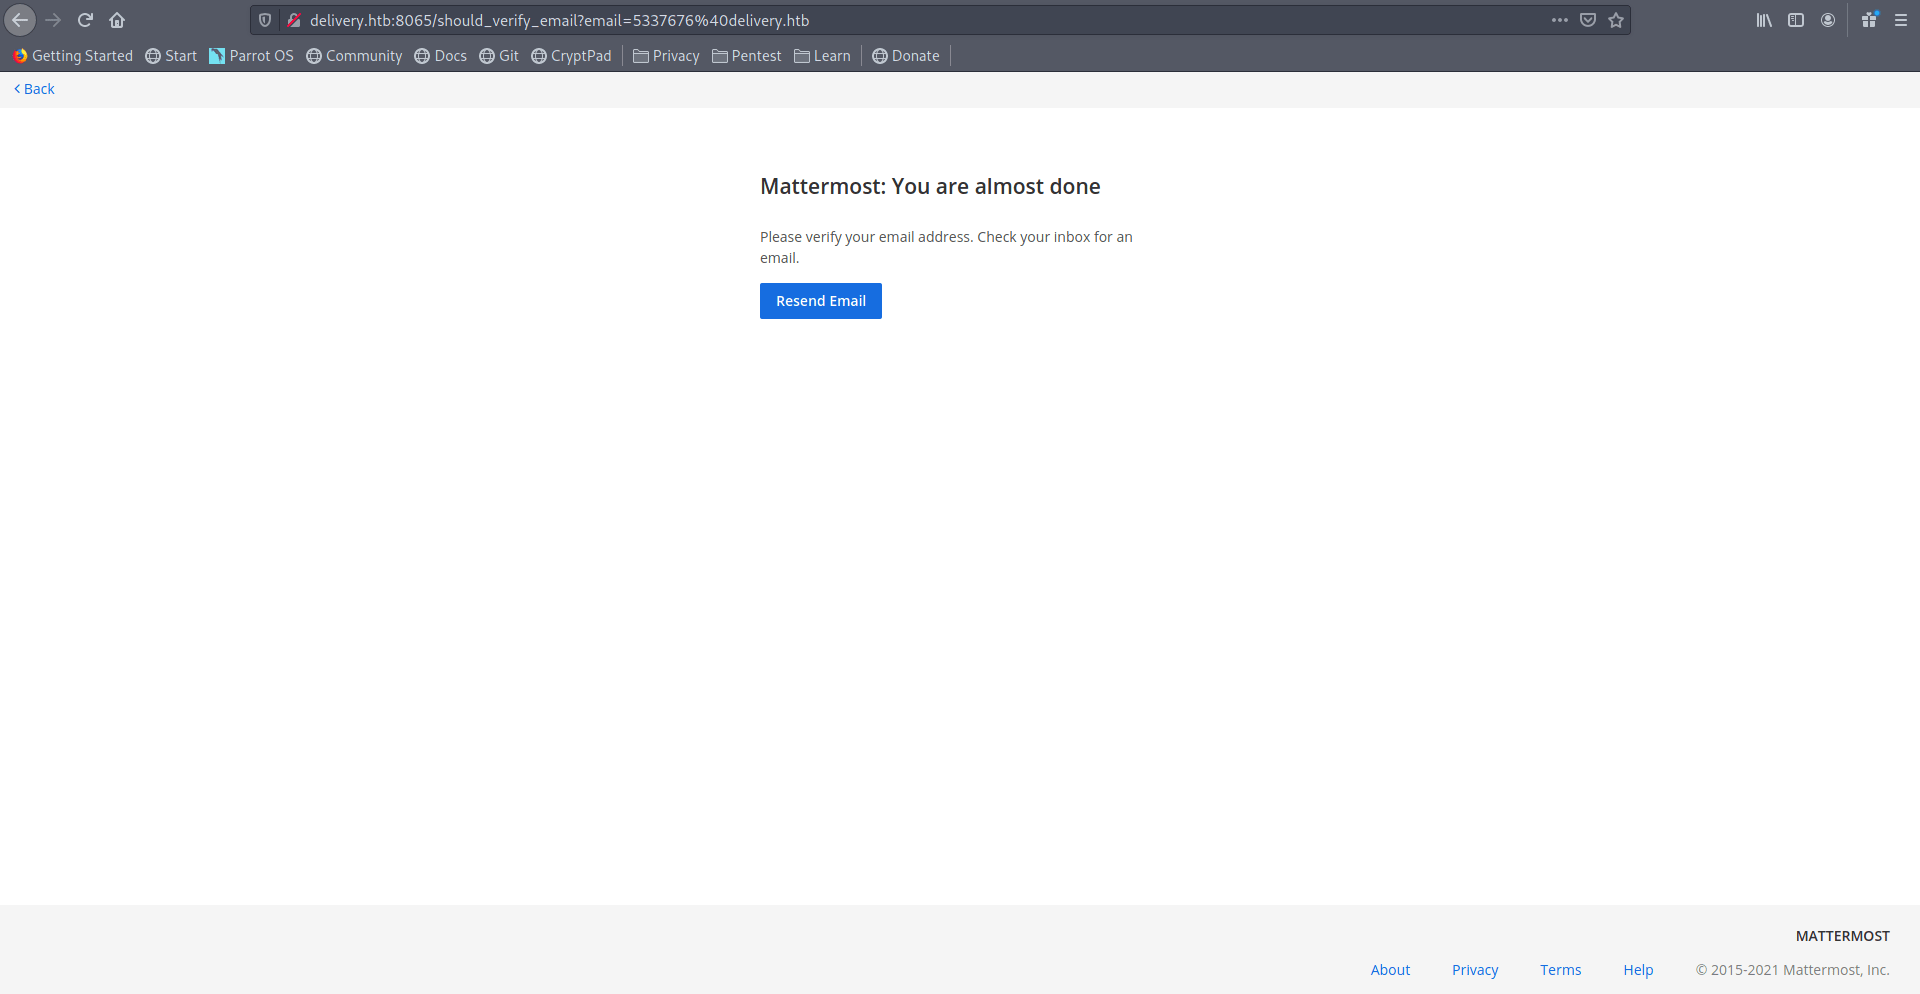 delivery.htb:8065/should_verify_email?email=5337676%40delivery.htb
Getting Started Start Parrot OS Community Docs Git CryptPad Privacy Pentest Learn Donate
Back
Mattermost: You are almost done
Please verify your email address. Check your inbox for an
email.
Resend Email
MATTERMOST
About Privacy Terms Help © 2015-2021 Mattermost, Inc.